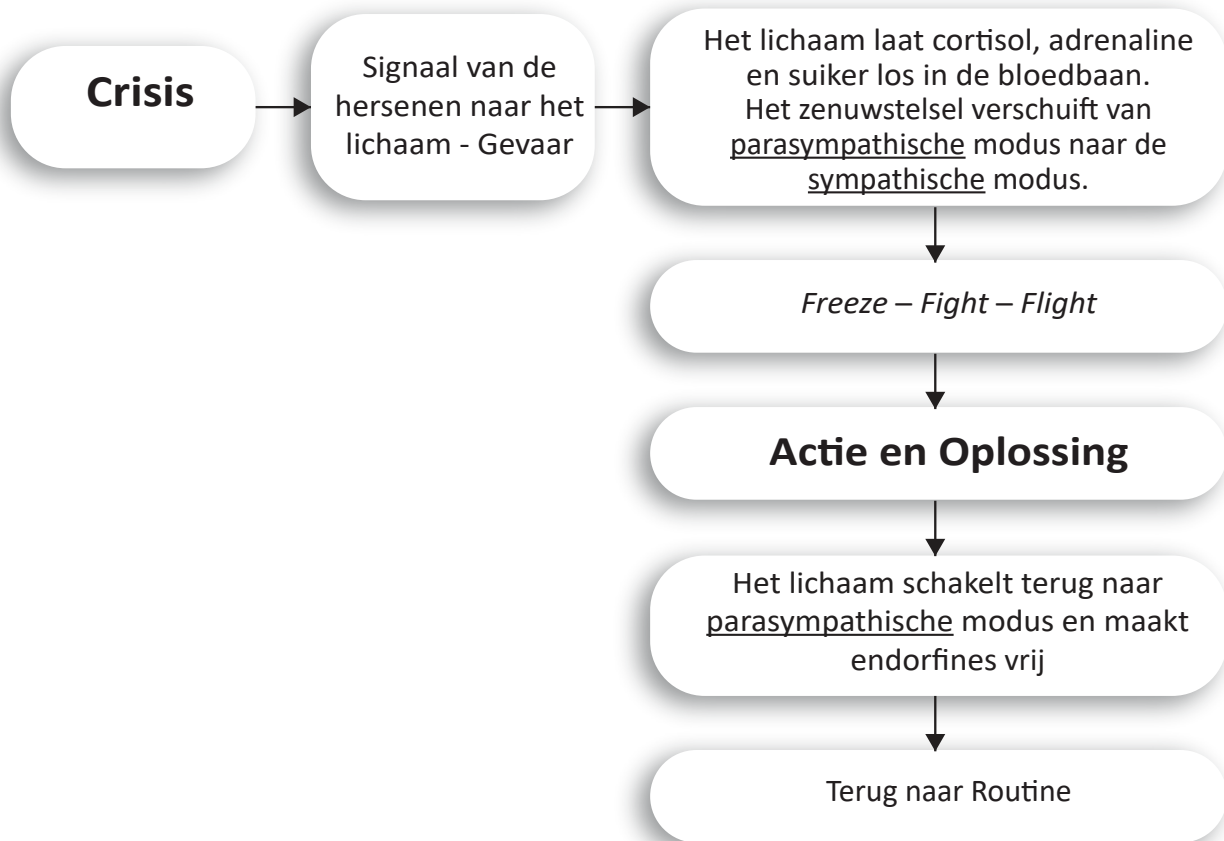 Crisis
Signaal van de
hersenen naar het
lichaam - Gevaar
Het lichaam laat cortisol, adrenaline
en suiker los in de bloedbaan.
Het zenuwstelsel verschuift van
parasympathische modus naar de
sympathische modus.
Freeze – Fight – Flight
Actie en Oplossing
Het lichaam schakelt terug naar
parasympathische modus en maakt
endorfines vrij
Terug naar Routine